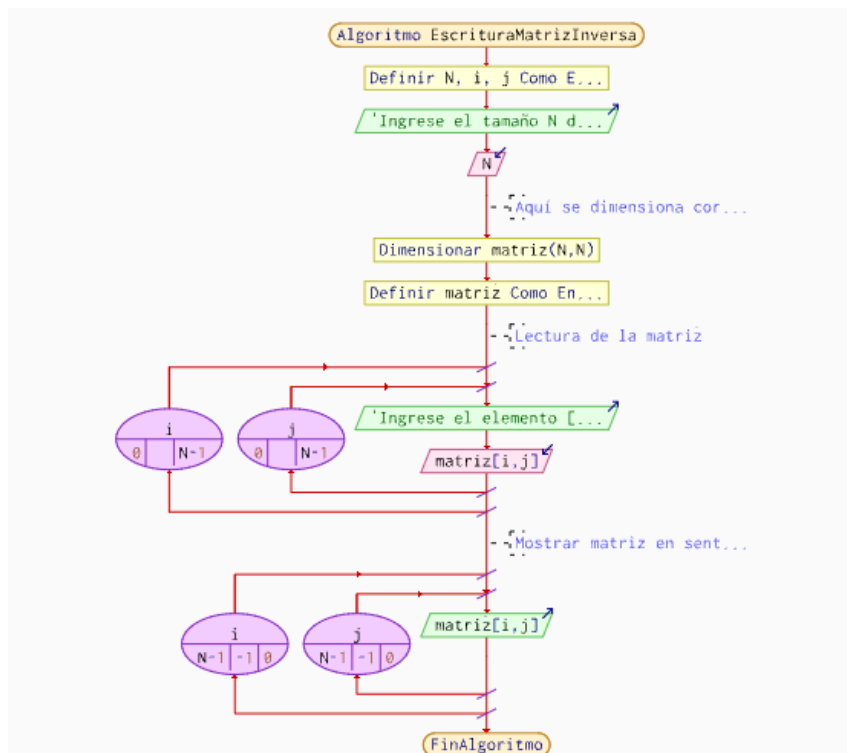 Algoritmo EscrituraMatrizInversa
Definir N, i, j Como E...
'Ingrese el tamaño N d...
N
Aquí se dimensiona cor...
Dimensionar matriz(N,N)
Definir matriz Como En...
Lectura de la matriz
i
0 N-1
j
0 N-1
'Ingrese el elemento [...
matriz[i,j]
Mostrar matriz en sent...
i
N-1 -1 0
j
N-1 -1 0
matriz[i,j]
FinAlgoritmo